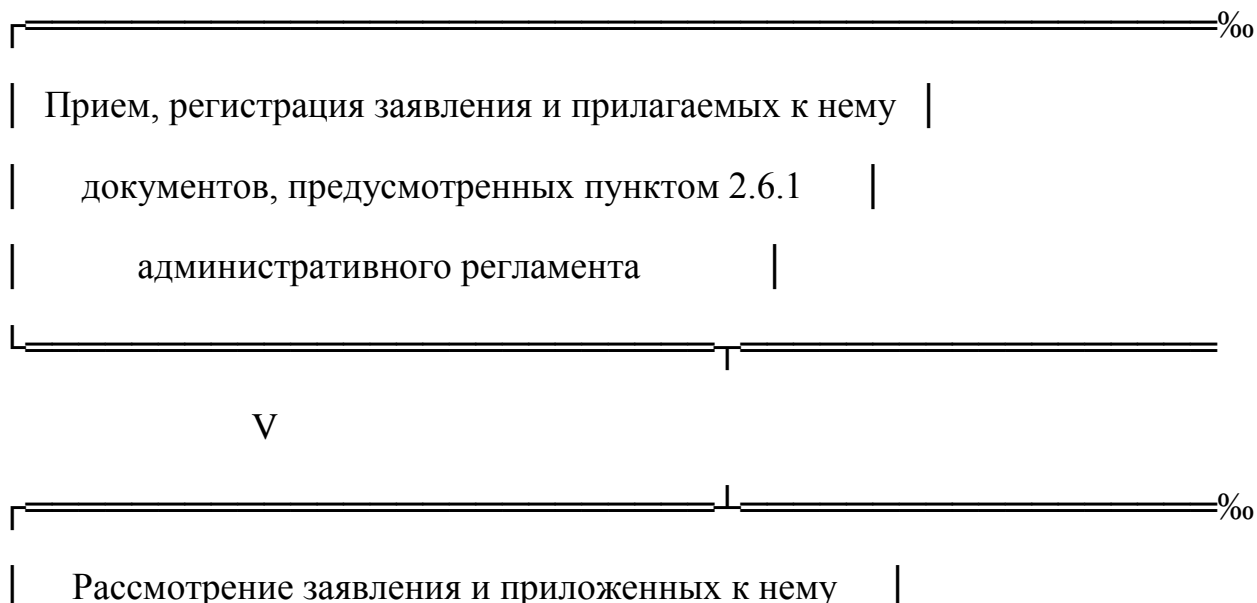 ‰
Прием, регистрация заявления и прилагаемых к нему
документов, предусмотренных пунктом 2.6.1
административного регламента
V
‰
Рассмотрение заявления и приложенных к нему